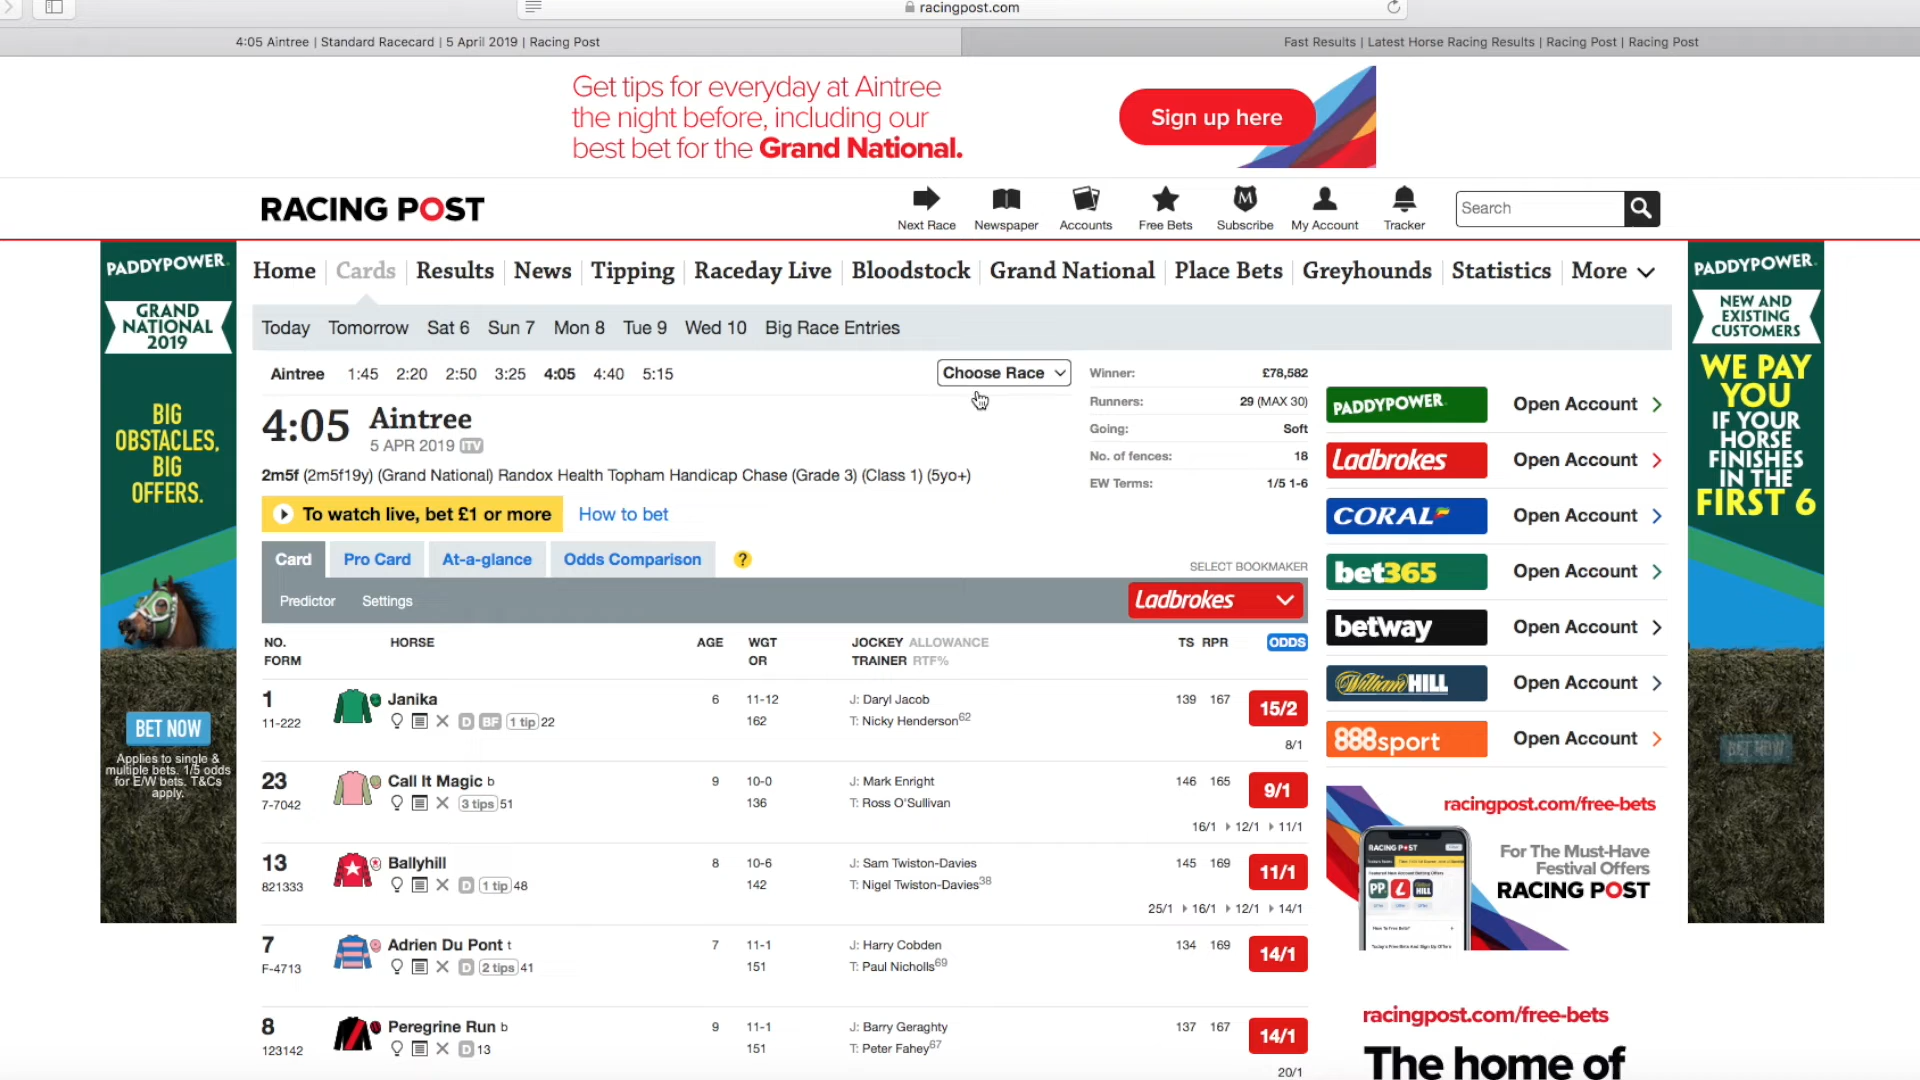 racingpost.com
4:05 Aintree | Standard Racecard | 5 April 2019 | Racing Post
Fast Results | Latest Horse Racing Results | Racing Post | Racing Post
Get tips for everyday at Aintree
the night before, including our
best bet for the Grand National.
Sign up here
RACING POST
Next Race
Newspaper
Accounts
Free Bets
Subscribe
My Account
Tracker
Search
Home Cards Results News Tipping Raceday Live Bloodstock Grand National Place Bets Greyhounds Statistics More
Today Tomorrow Sat 6 Sun 7 Mon 8 Tue 9 Wed 10 Big Race Entries
Aintree 1:45 2:20 2:50 3:25 4:05 4:40 5:15
Choose Race
4:05 Aintree
5 APR 2019 ITV
2m5f (2m5f19y) (Grand National) Randox Health Topham Handicap Chase (Grade 3) (Class 1) (5yo+)
Winner: £78,582
Runners: 29 (MAX 30)
Going: Soft
No. of fences: 18
EW Terms: 1/5 1-6
To watch live, bet £1 or more How to bet
Card Pro Card At-a-glance Odds Comparison ?
SELECT BOOKMAKER
Predictor Settings
Ladbrokes
NO. HORSE AGE WGT JOCKEY ALLOWANCE TS RPR ODDS
FORM OR TRAINER RTF%
1 Janika 6 11-12 J: Daryl Jacob 139 167 15/2
11-222 D BF 1 tip 22 162 T: Nicky Henderson62
8/1
23 Call It Magic b 9 10-0 J: Mark Enright 146 165 9/1
7-7042 3 tips 51 136 T: Ross O'Sullivan
16/1 12/1 11/1
13 Ballyhill 8 10-6 J: Sam Twiston-Davies 145 169 11/1
821333 D 1 tip 48 142 T: Nigel Twiston-Davies38
25/1 16/1 12/1 14/1
7 Adrien Du Pont t 7 11-1 J: Harry Cobden 134 169 14/1
F-4713 D 2 tips 41 151 T: Paul Nicholls69
8 Peregrine Run b 9 11-1 J: Barry Geraghty 137 167 14/1
123142 D 13 151 T: Peter Fahey67
20/1
PADDYPOWER Open Account
Ladbrokes Open Account
CORAL Open Account
bet365 Open Account
betway Open Account
William HILL Open Account
888sport Open Account
racingpost.com/free-bets
For The Must-Have
Festival Offers
RACING POST
RACING POST
PP
racingpost.com/free-bets
The home of
PADDYPOWER
GRAND
NATIONAL
2019
BIG
OBSTACLES,
BIG
OFFERS.
BET NOW
Applies to single &
multiple bets. 1/5 odds
for E/W bets. T&Cs
apply.
PADDYPOWER
NEW AND
EXISTING
CUSTOMERS
WE PAY
YOU
IF YOUR
HORSE
FINISHES
IN THE
FIRST 6
BET NOW